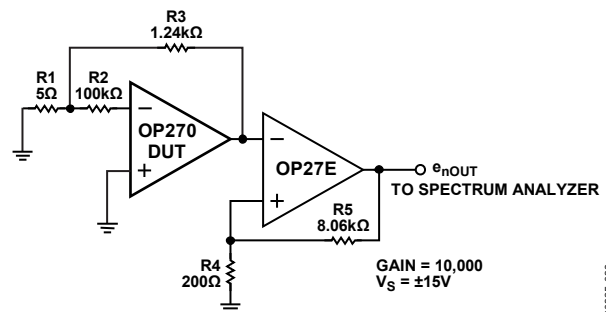 R3
1.24kΩ
R1
5Ω
R2
100kΩ
−
OP270
DUT
+
−
OP27E
+
enOUT
TO SPECTRUM ANALYZER
R5
8.06kΩ
R4
200Ω
GAIN = 10,000
VS = ±15V